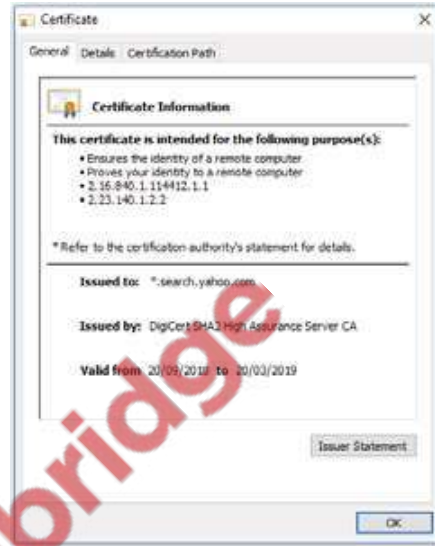 Certificate
General Details Certification Path
Certificate Information
This certificate is intended for the following purpose(s):
• Ensures the identity of a remote computer
• Proves your identity to a remote computer
• 2.16.840.1.114412.1.1
• 2.23.140.1.2.2
* Refer to the certification authority's statement for details.
Issued to: *.search.yahoo.com
Issued by: DigiCert SHA2 High Assurance Server CA
Valid from 20/09/2018 to 20/03/2019
Issuer Statement
OK
bridge